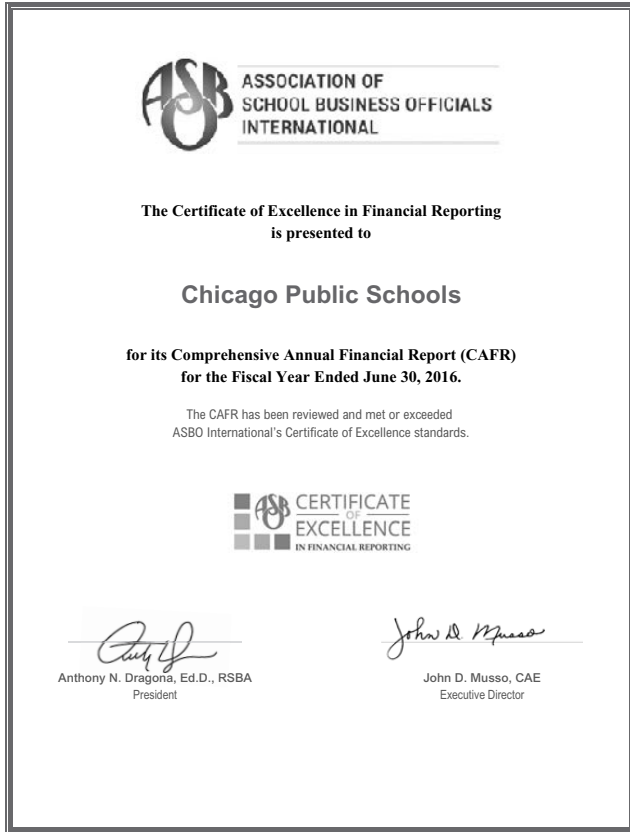 ASBO
ASSOCIATION OF
SCHOOL BUSINESS OFFICIALS
INTERNATIONAL
The Certificate of Excellence in Financial Reporting
is presented to
Chicago Public Schools
for its Comprehensive Annual Financial Report (CAFR)
for the Fiscal Year Ended June 30, 2016.
The CAFR has been reviewed and met or exceeded
ASBO International's Certificate of Excellence standards.
ASBO
CERTIFICATE
OF
EXCELLENCE
IN FINANCIAL REPORTING
John D. Musso
Anthony N. Dragona, Ed.D., RSBA
President
John D. Musso, CAE
Executive Director